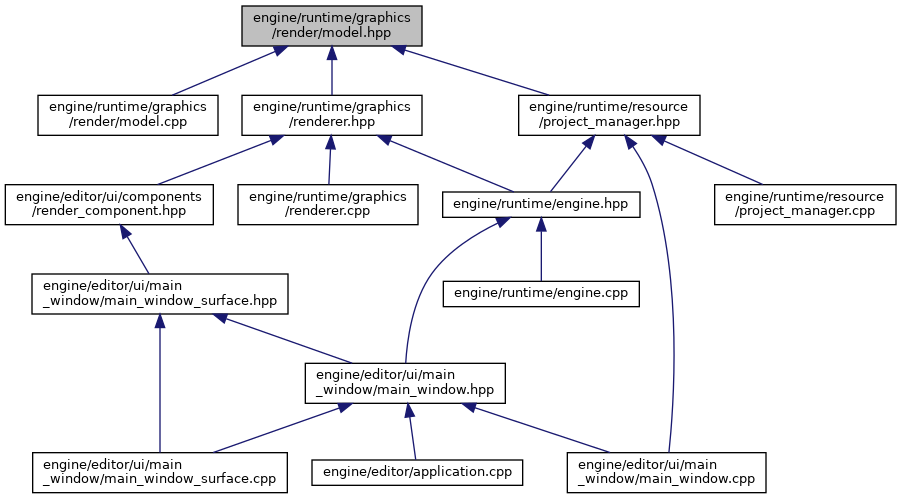 engine/runtime/graphics
/render/model.hpp
engine/runtime/graphics
/render/model.cpp
engine/runtime/graphics
/renderer.hpp
engine/runtime/resource
/project_manager.hpp
engine/editor/ui/components
/render_component.hpp
engine/runtime/graphics
/renderer.cpp
engine/runtime/engine.hpp
engine/runtime/resource
/project_manager.cpp
engine/editor/ui/main
_window/main_window_surface.hpp
engine/runtime/engine.cpp
engine/editor/ui/main
_window/main_window.hpp
engine/editor/ui/main
_window/main_window_surface.cpp
engine/editor/application.cpp
engine/editor/ui/main
_window/main_window.cpp